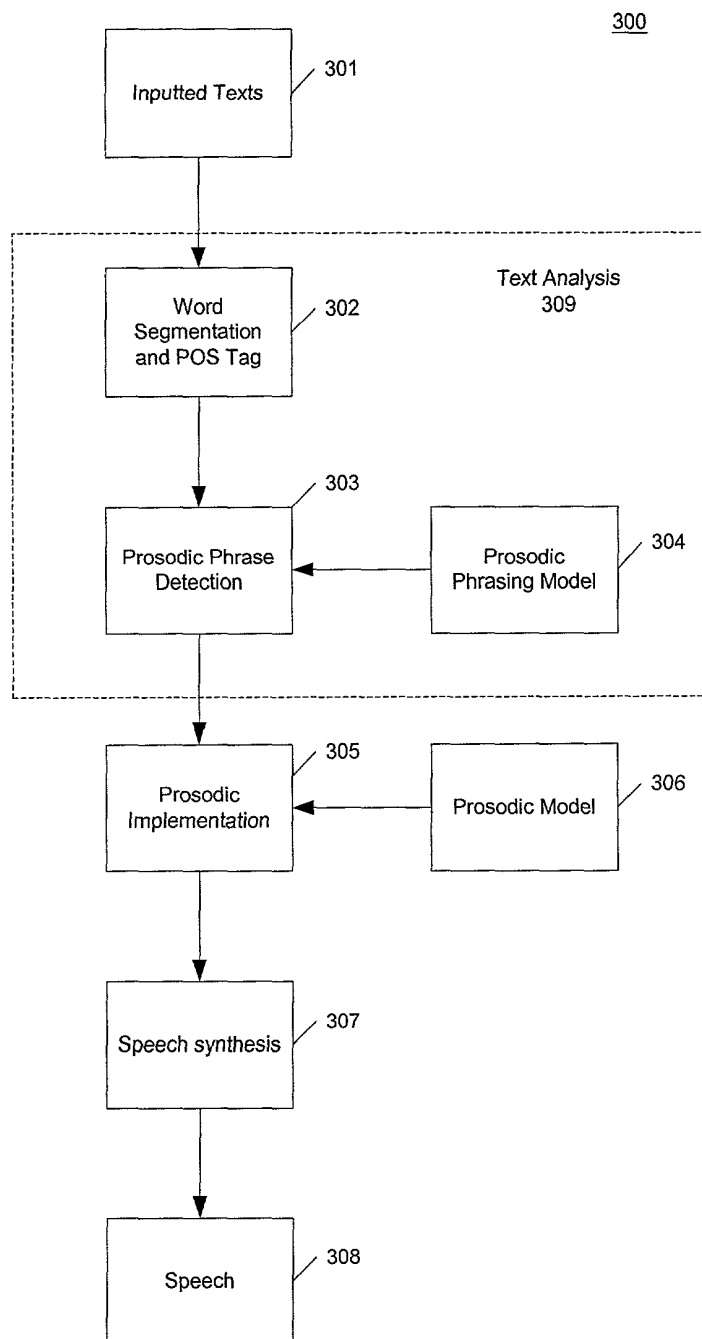 300
301
Inputted Texts
Text Analysis
309
Word
Segmentation
and POS Tag
302
303
Prosodic Phrase
Detection
Prosodic
Phrasing Model
304
305
Prosodic
Implementation
Prosodic Model
306
307
Speech synthesis
308
Speech